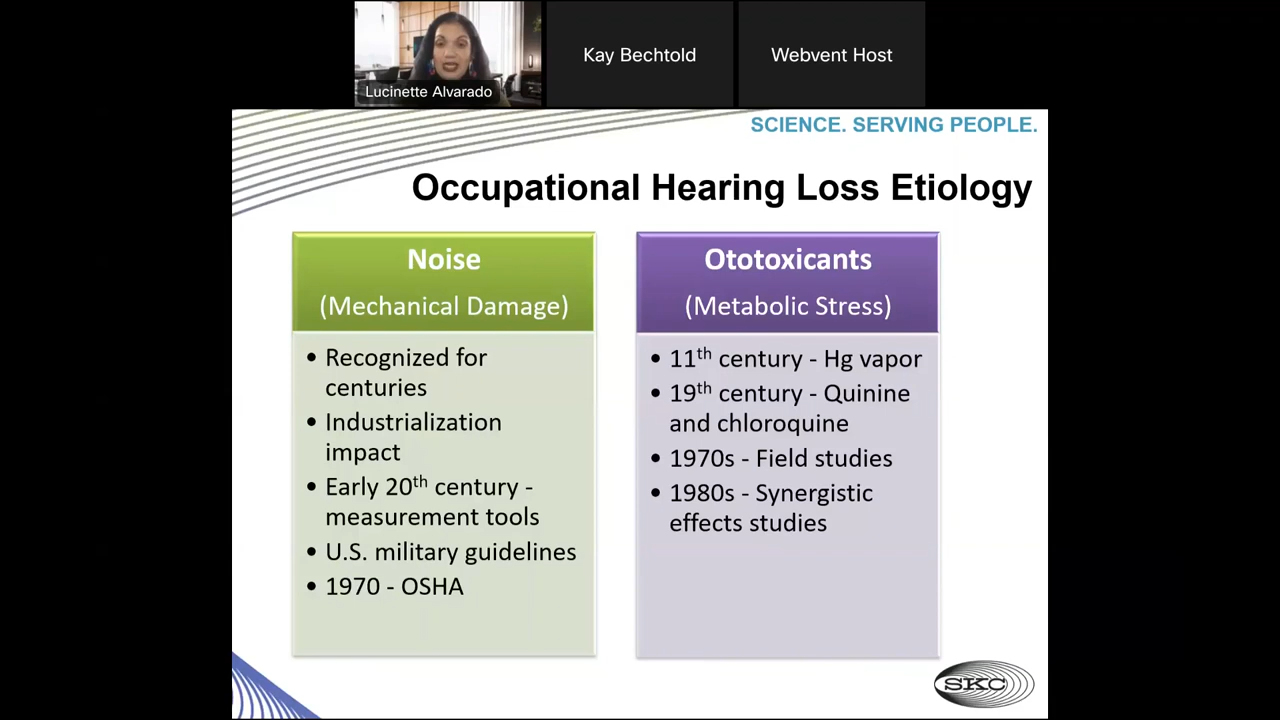 Lucinette Alvarado
Kay Bechtold
Webvent Host
SCIENCE. SERVING PEOPLE.
Occupational Hearing Loss Etiology
Noise
(Mechanical Damage)
• Recognized for
centuries
• Industrialization
impact
• Early 20th century -
measurement tools
• U.S. military guidelines
• 1970 - OSHA
Ototoxicants
(Metabolic Stress)
• 11th century - Hg vapor
• 19th century - Quinine
and chloroquine
• 1970s - Field studies
• 1980s - Synergistic
effects studies
SKC